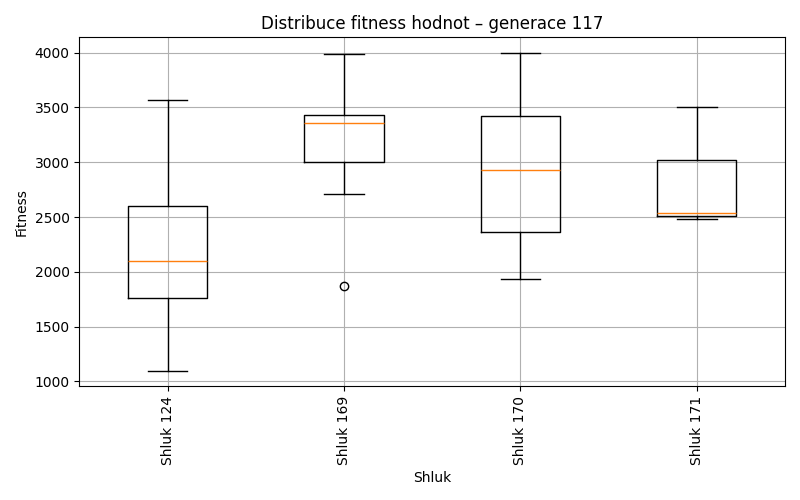 Distribuce fitness hodnot – generace 117
Fitness
4000
3500
3000
2500
2000
1500
1000
Shluk 124
Shluk 169
Shluk 170
Shluk 171
Shluk